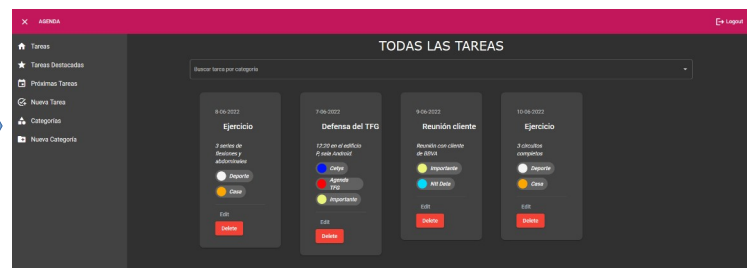 AGENDA
Logout
Tareas
Tareas Destacadas
Próximas Tareas
Nueva Tarea
Categorías
Nueva Categoría
TODAS LAS TAREAS
Buscar tarea por categoría
8-06-2022
Ejercicio
3 series de
flexiones y
abdominales
Deporte
Casa
Edit
Delete
7-06-2022
Defensa del TFG
12:20 en el edificio
P, sala Android
Celyx
Agenda
TFG
Importante
Edit
Delete
9-06-2022
Reunión cliente
Reunión con cliente
de BBVA
Importante
Ntt Data
Edit
Delete
10-06-2022
Ejercicio
3 circuitos
completos
Deporte
Casa
Edit
Delete